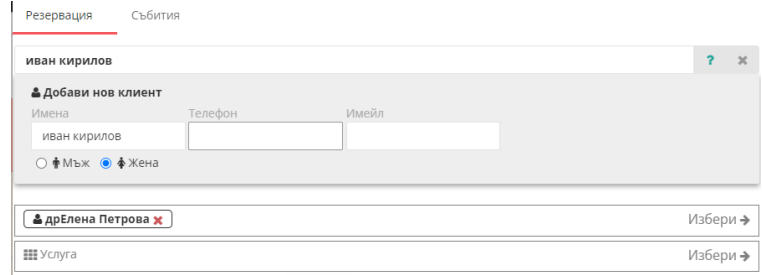 Резервация Събития
иван кирилов ? ✖
Добави нов клиент
Имена Телефон Имейл
иван кирилов
Мъж Жена
дрЕлена Петрова ✖ Избери →
Услуга Избери →